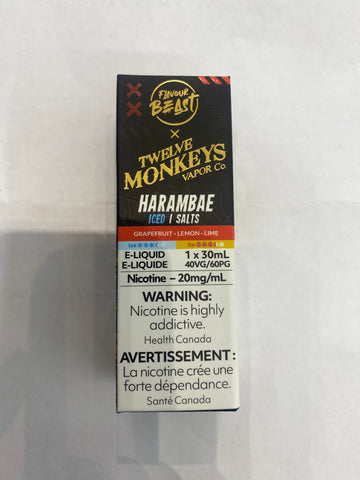 FLAVOUR
BEAST
X
TWELVE
MONKEYS
VAPOR Co.
HARAMBAE
ICED | SALTS
GRAPEFRUIT • LEMON • LIME
Ice
E-LIQUID 1 x 30mL
E-LIQUIDE 40VG/60PG
Nicotine – 20mg/mL
WARNING:
Nicotine is highly
addictive.
Health Canada
AVERTISSEMENT :
La nicotine crée une
forte dépendance.
Santé Canada